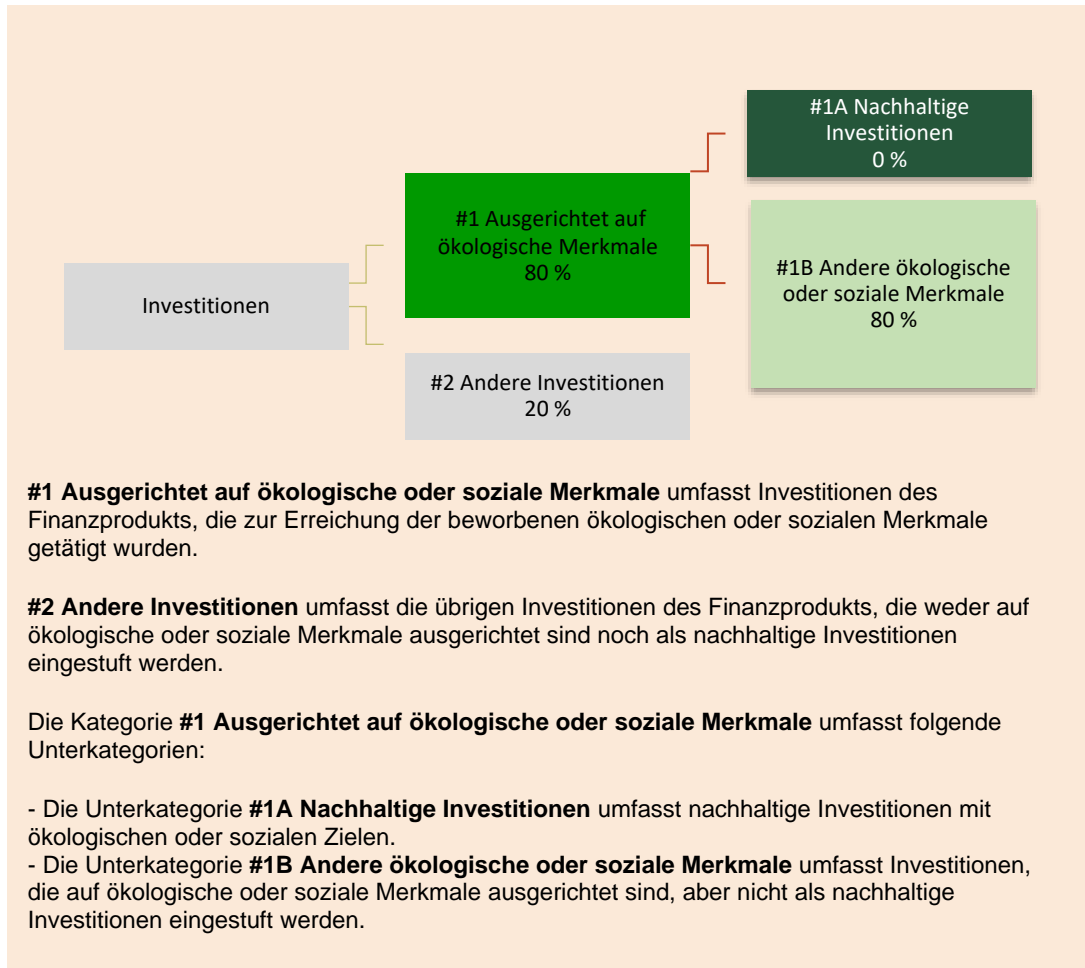 #1A Nachhaltige
Investitionen
0 %
#1 Ausgerichtet auf
ökologische Merkmale
80 %
#1B Andere ökologische
oder soziale Merkmale
80 %
Investitionen
#2 Andere Investitionen
20 %
#1 Ausgerichtet auf ökologische oder soziale Merkmale umfasst Investitionen des
Finanzprodukts, die zur Erreichung der beworbenen ökologischen oder sozialen Merkmale
getätigt wurden.
#2 Andere Investitionen umfasst die übrigen Investitionen des Finanzprodukts, die weder auf
ökologische oder soziale Merkmale ausgerichtet sind noch als nachhaltige Investitionen
eingestuft werden.
Die Kategorie #1 Ausgerichtet auf ökologische oder soziale Merkmale umfasst folgende
Unterkategorien:
- Die Unterkategorie #1A Nachhaltige Investitionen umfasst nachhaltige Investitionen mit
ökologischen oder sozialen Zielen.
- Die Unterkategorie #1B Andere ökologische oder soziale Merkmale umfasst Investitionen,
die auf ökologische oder soziale Merkmale ausgerichtet sind, aber nicht als nachhaltige
Investitionen eingestuft werden.